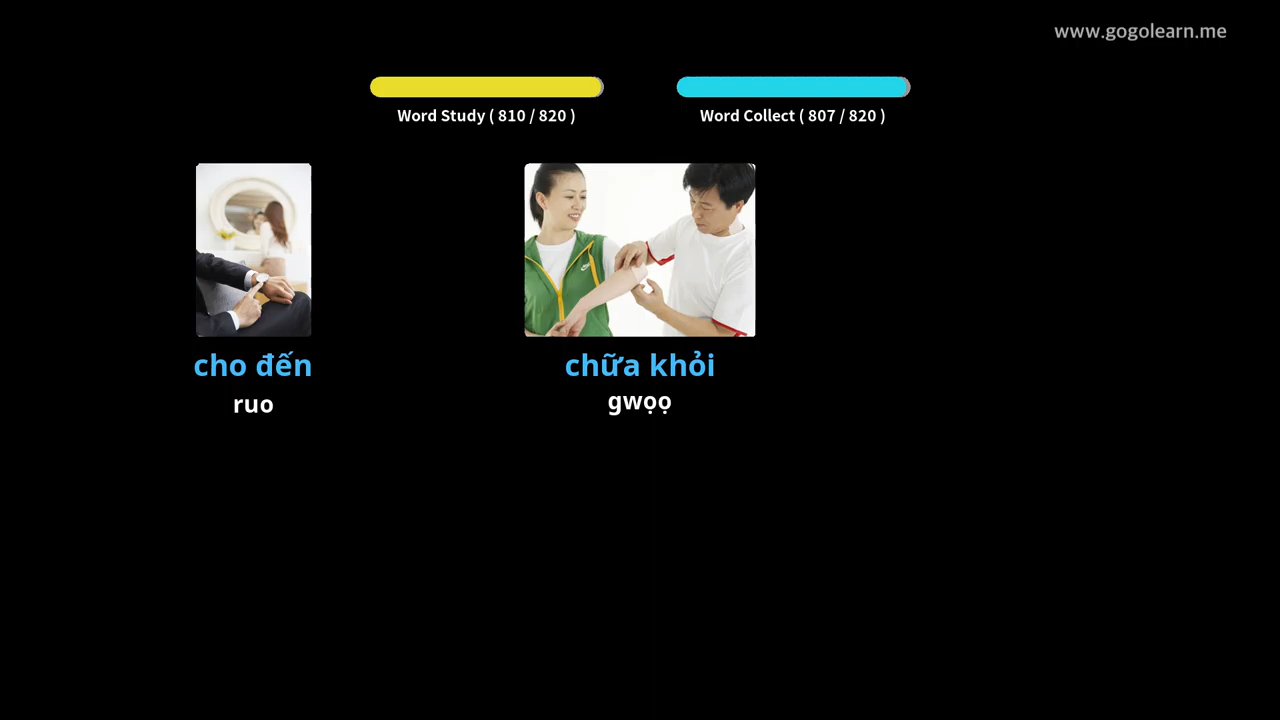 www.gogolearn.me
Word Study ( 810 / 820 )
Word Collect ( 807 / 820 )
cho đến
ruo
chữa khỏi
gwọọ